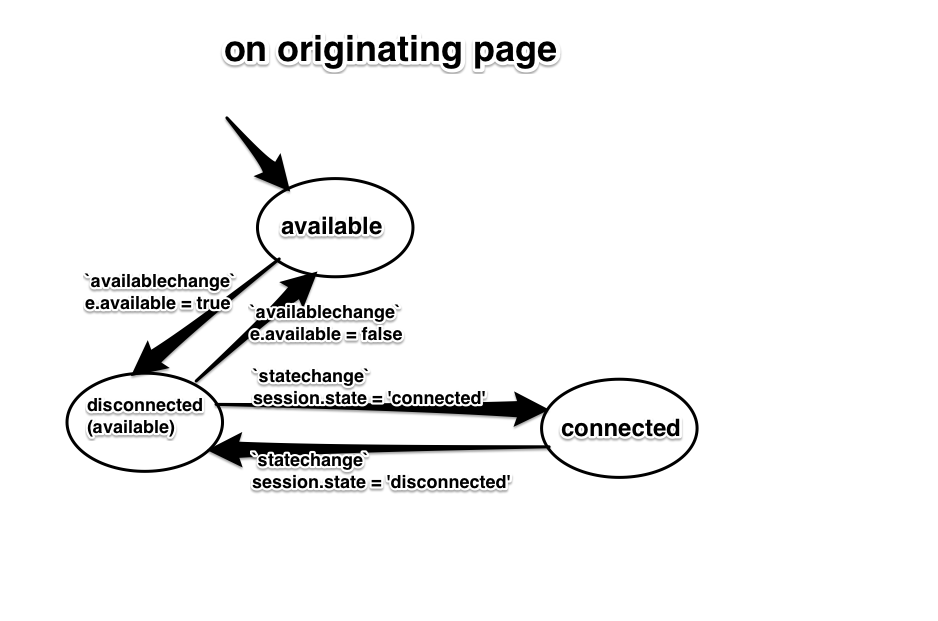 on originating page
available
`availablechange`
e.available = true
`availablechange`
e.available = false
`statechange`
session.state = 'connected'
disconnected
(available)
connected
`statechange`
session.state = 'disconnected'